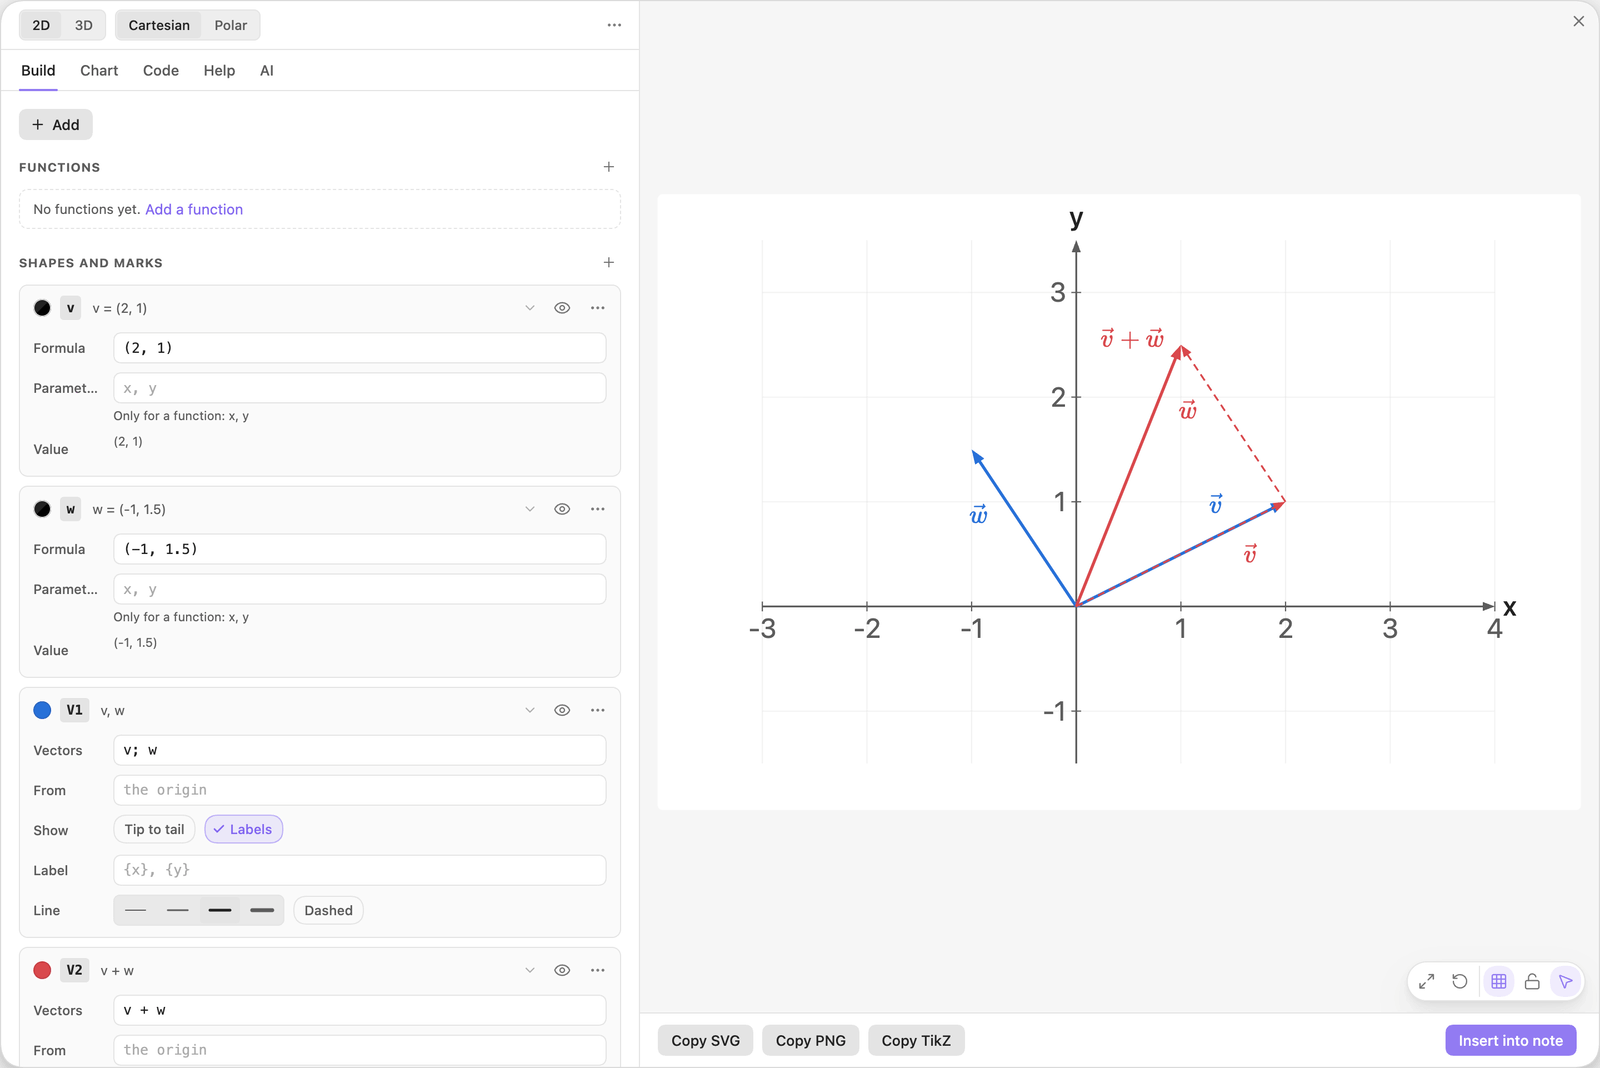 2D 3D Cartesian Polar
Build Chart Code Help AI
+ Add
FUNCTIONS
No functions yet. Add a function
SHAPES AND MARKS
v v = (2, 1)
Formula (2, 1)
Paramet... x, y
Only for a function: x, y
Value (2, 1)
w w = (-1, 1.5)
Formula (−1, 1.5)
Paramet... x, y
Only for a function: x, y
Value (-1, 1.5)
V1 v, w
Vectors v; w
From the origin
Show Tip to tail Labels
Label {x}, {y}
Line Dashed
V2 v + w
Vectors v + w
From the origin
y
3
v⃗ + w⃗
2
w⃗
1
v⃗
w⃗
v⃗
x
-3 -2 -1 1 2 3 4
-1
Copy SVG Copy PNG Copy TikZ Insert into note